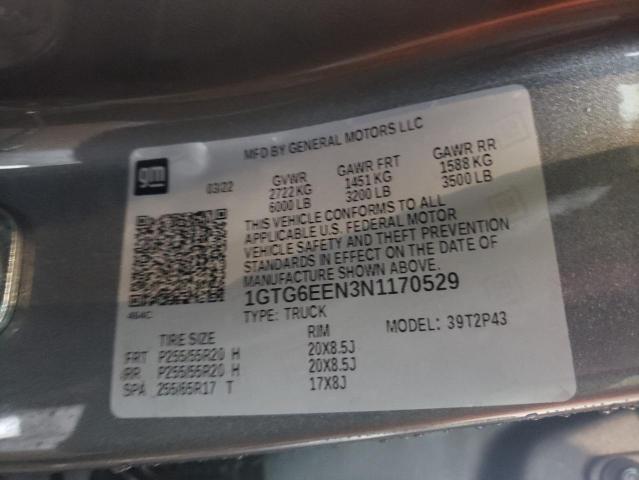 MFD BY GENERAL MOTORS LLC
gm
03/22
GVWR GAWR FRT GAWR RR
2722 KG 1451 KG 1588 KG
6000 LB 3200 LB 3500 LB
THIS VEHICLE CONFORMS TO ALL
APPLICABLE U.S. FEDERAL MOTOR
VEHICLE SAFETY AND THEFT PREVENTION
STANDARDS IN EFFECT ON THE DATE OF
MANUFACTURE SHOWN ABOVE.
1GTG6EEN3N1170529
TYPE: TRUCK MODEL: 39T2P43
TIRE SIZE RIM
FRT P255/55R20 H 20X8.5J
RR P255/55R20 H 20X8.5J
SPA 255/65R17 T 17X8J